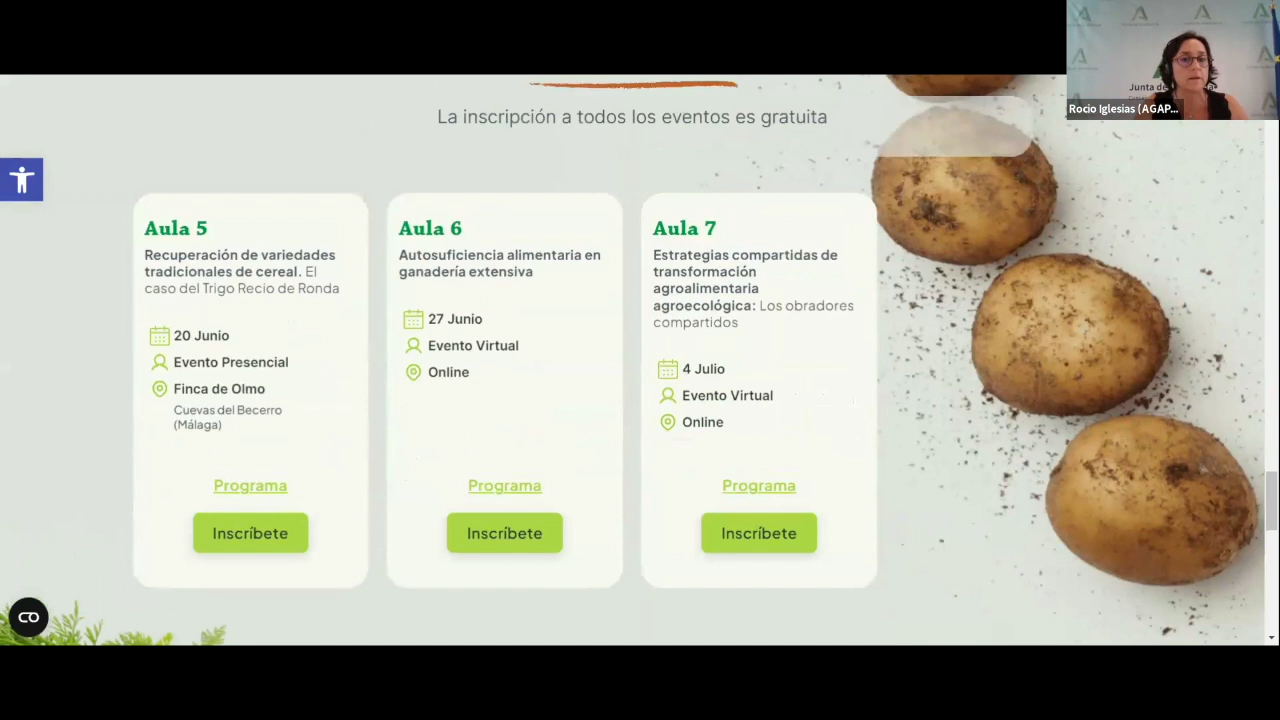 La inscripción a todos los eventos es gratuita
Aula 5
Recuperación de variedades
tradicionales de cereal. El
caso del Trigo Recio de Ronda
20 Junio
Evento Presencial
Finca de Olmo
Cuevas del Becerro
(Málaga)
Programa
Inscríbete
Aula 6
Autosuficiencia alimentaria en
ganadería extensiva
27 Junio
Evento Virtual
Online
Programa
Inscríbete
Aula 7
Estrategias compartidas de
transformación
agroalimentaria
agroecológica: Los obradores
compartidos
4 Julio
Evento Virtual
Online
Programa
Inscríbete
Junta de
Rocio Iglesias (AGAP...